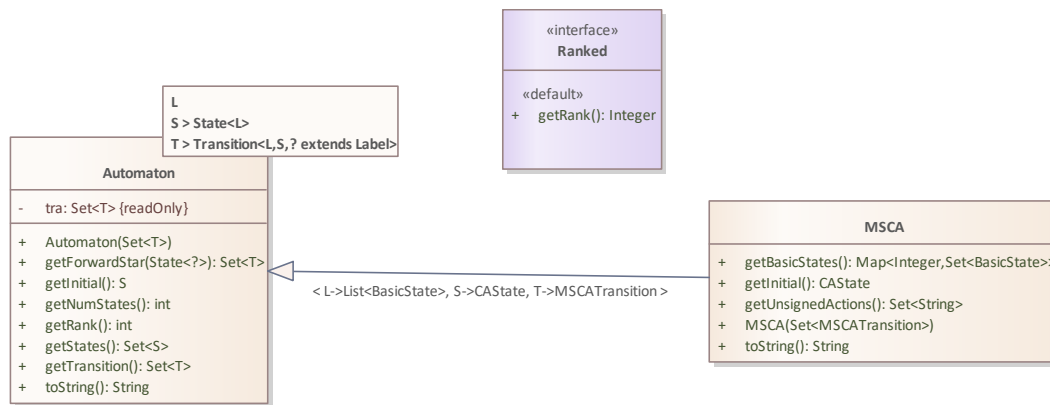 «interface»
Ranked
«default»
+ getRank(): Integer
L
S > State<L>
T > Transition<L,S,? extends Label>
Automaton
- tra: Set<T> {readOnly}
+ Automaton(Set<T>)
+ getForwardStar(State<?>): Set<T>
+ getInitial(): S
+ getNumStates(): int
+ getRank(): int
+ getStates(): Set<S>
+ getTransition(): Set<T>
+ toString(): String
< L->List<BasicState>, S->CAState, T->MSCATransition >
MSCA
+ getBasicStates(): Map<Integer,Set<BasicState>>
+ getInitial(): CAState
+ getUnsignedActions(): Set<String>
+ MSCA(Set<MSCATransition>)
+ toString(): String